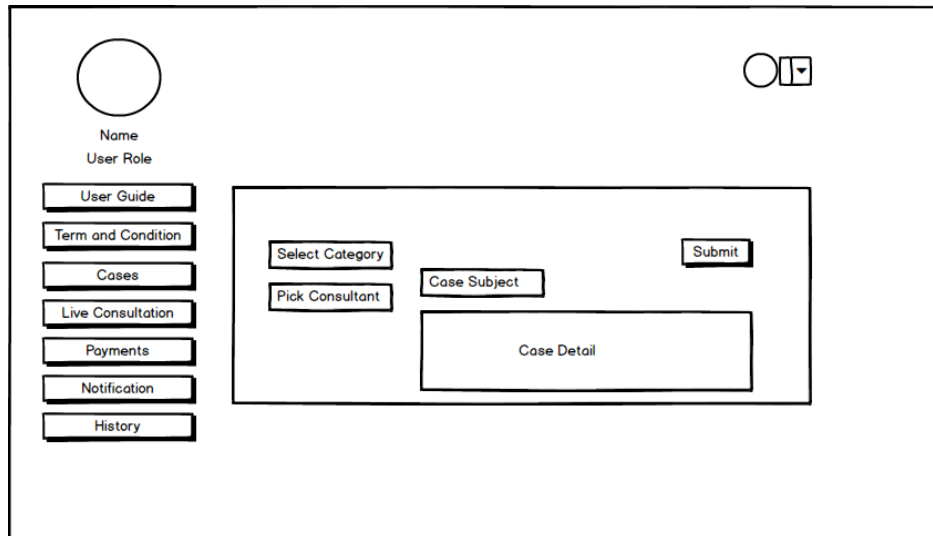 Name
User Role
User Guide
Term and Condition
Cases
Live Consultation
Payments
Notification
History
Select Category
Pick Consultant
Submit
Case Subject
Case Detail